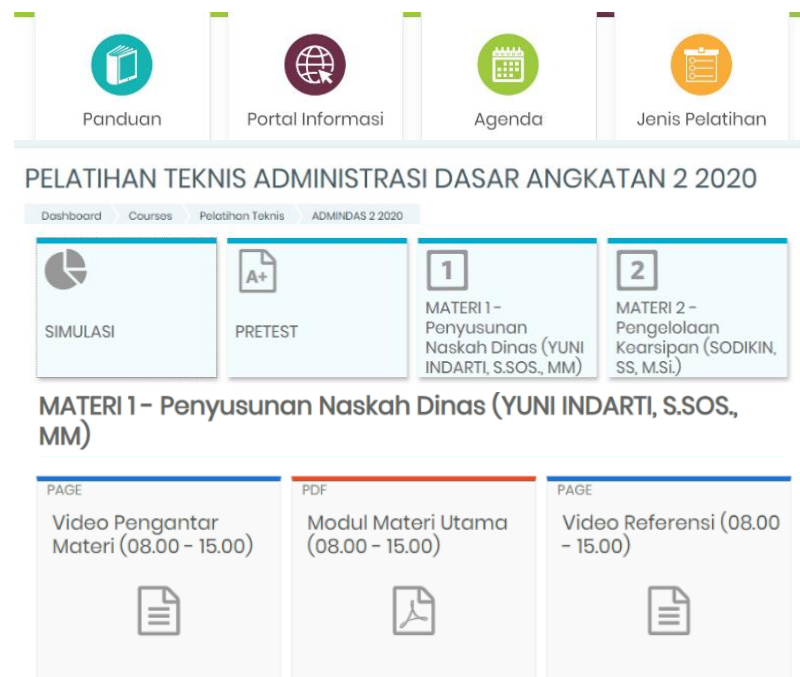 Panduan
Portal Informasi
Agenda
Jenis Pelatihan
PELATIHAN TEKNIS ADMINISTRASI DASAR ANGKATAN 2 2020
Dashboard
Courses
Pelatihan Teknis
ADMINDAS 2 2020
SIMULASI
A+
PRETEST
1
MATERI 1 -
Penyusunan
Naskah Dinas (YUNI
INDARTI, S.SOS., MM)
2
MATERI 2 -
Pengelolaan
Kearsipan (SODIKIN,
SS, M.Si.)
MATERI 1 - Penyusunan Naskah Dinas (YUNI INDARTI, S.SOS.,
MM)
PAGE
Video Pengantar
Materi (08.00 - 15.00)
PDF
Modul Materi Utama
(08.00 - 15.00)
PAGE
Video Referensi (08.00
- 15.00)